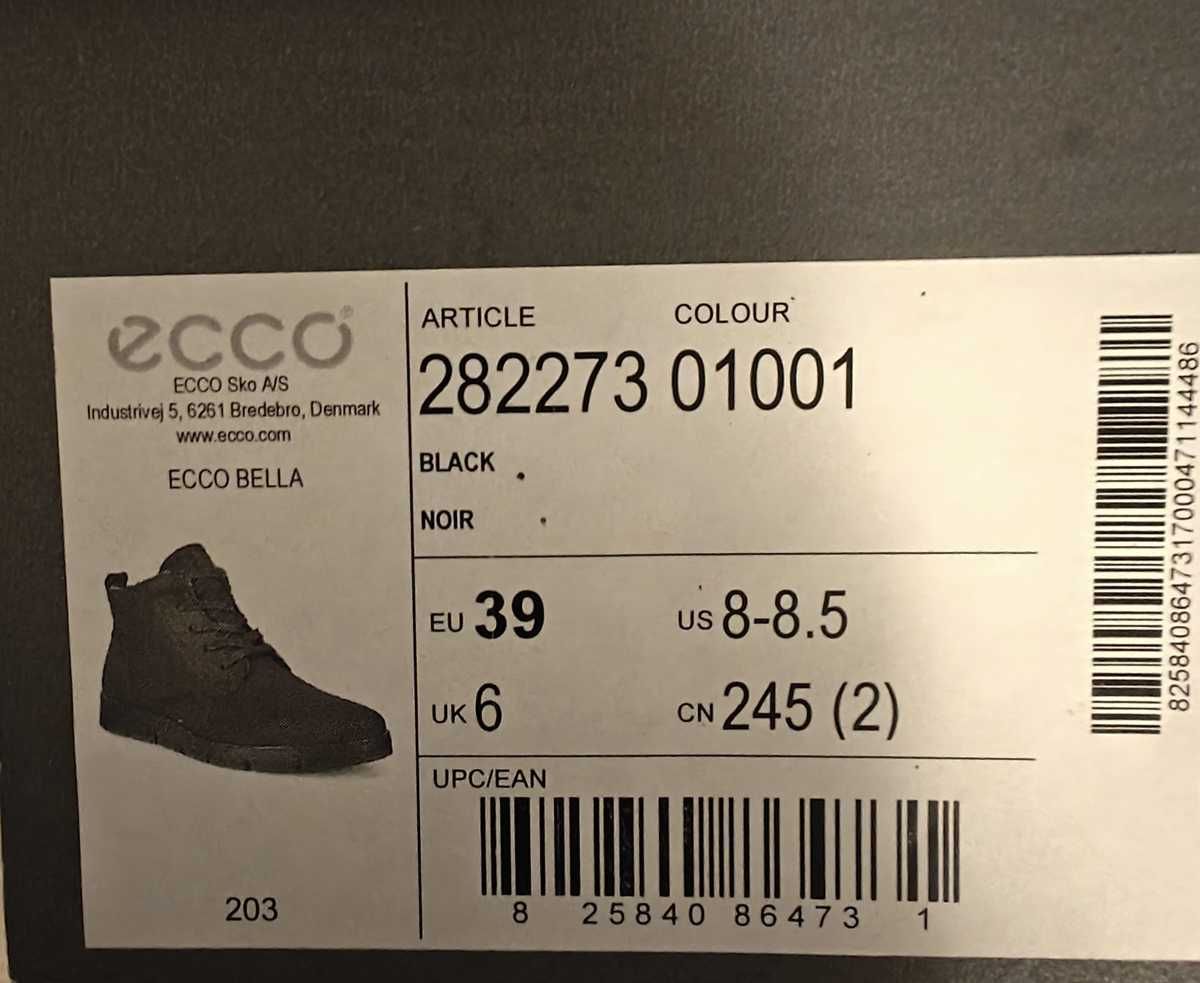 ecco®
ECCO Sko A/S
Industrivej 5, 6261 Bredebro, Denmark
www.ecco.com
ECCO BELLA
203
ARTICLE COLOUR
282273 01001
BLACK
NOIR
EU 39 US 8-8.5
UK 6 CN 245 (2)
UPC/EAN
8 25840 86473 1
82584086473170004711444486